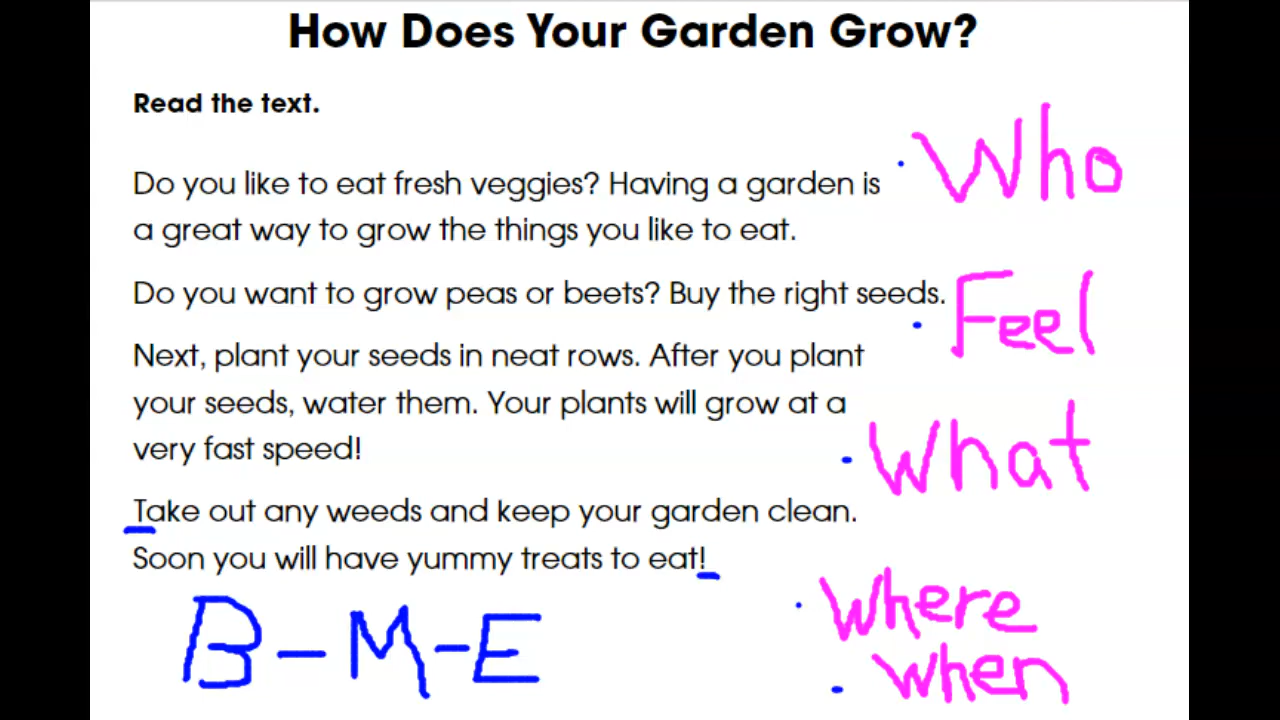 How Does Your Garden Grow?
Read the text.
Who
Do you like to eat fresh veggies? Having a garden is
a great way to grow the things you like to eat.
Do you want to grow peas or beets? Buy the right seeds.
Feel
Next, plant your seeds in neat rows. After you plant
your seeds, water them. Your plants will grow at a
very fast speed!
What
Take out any weeds and keep your garden clean.
Soon you will have yummy treats to eat!
B-M-E
Where
when